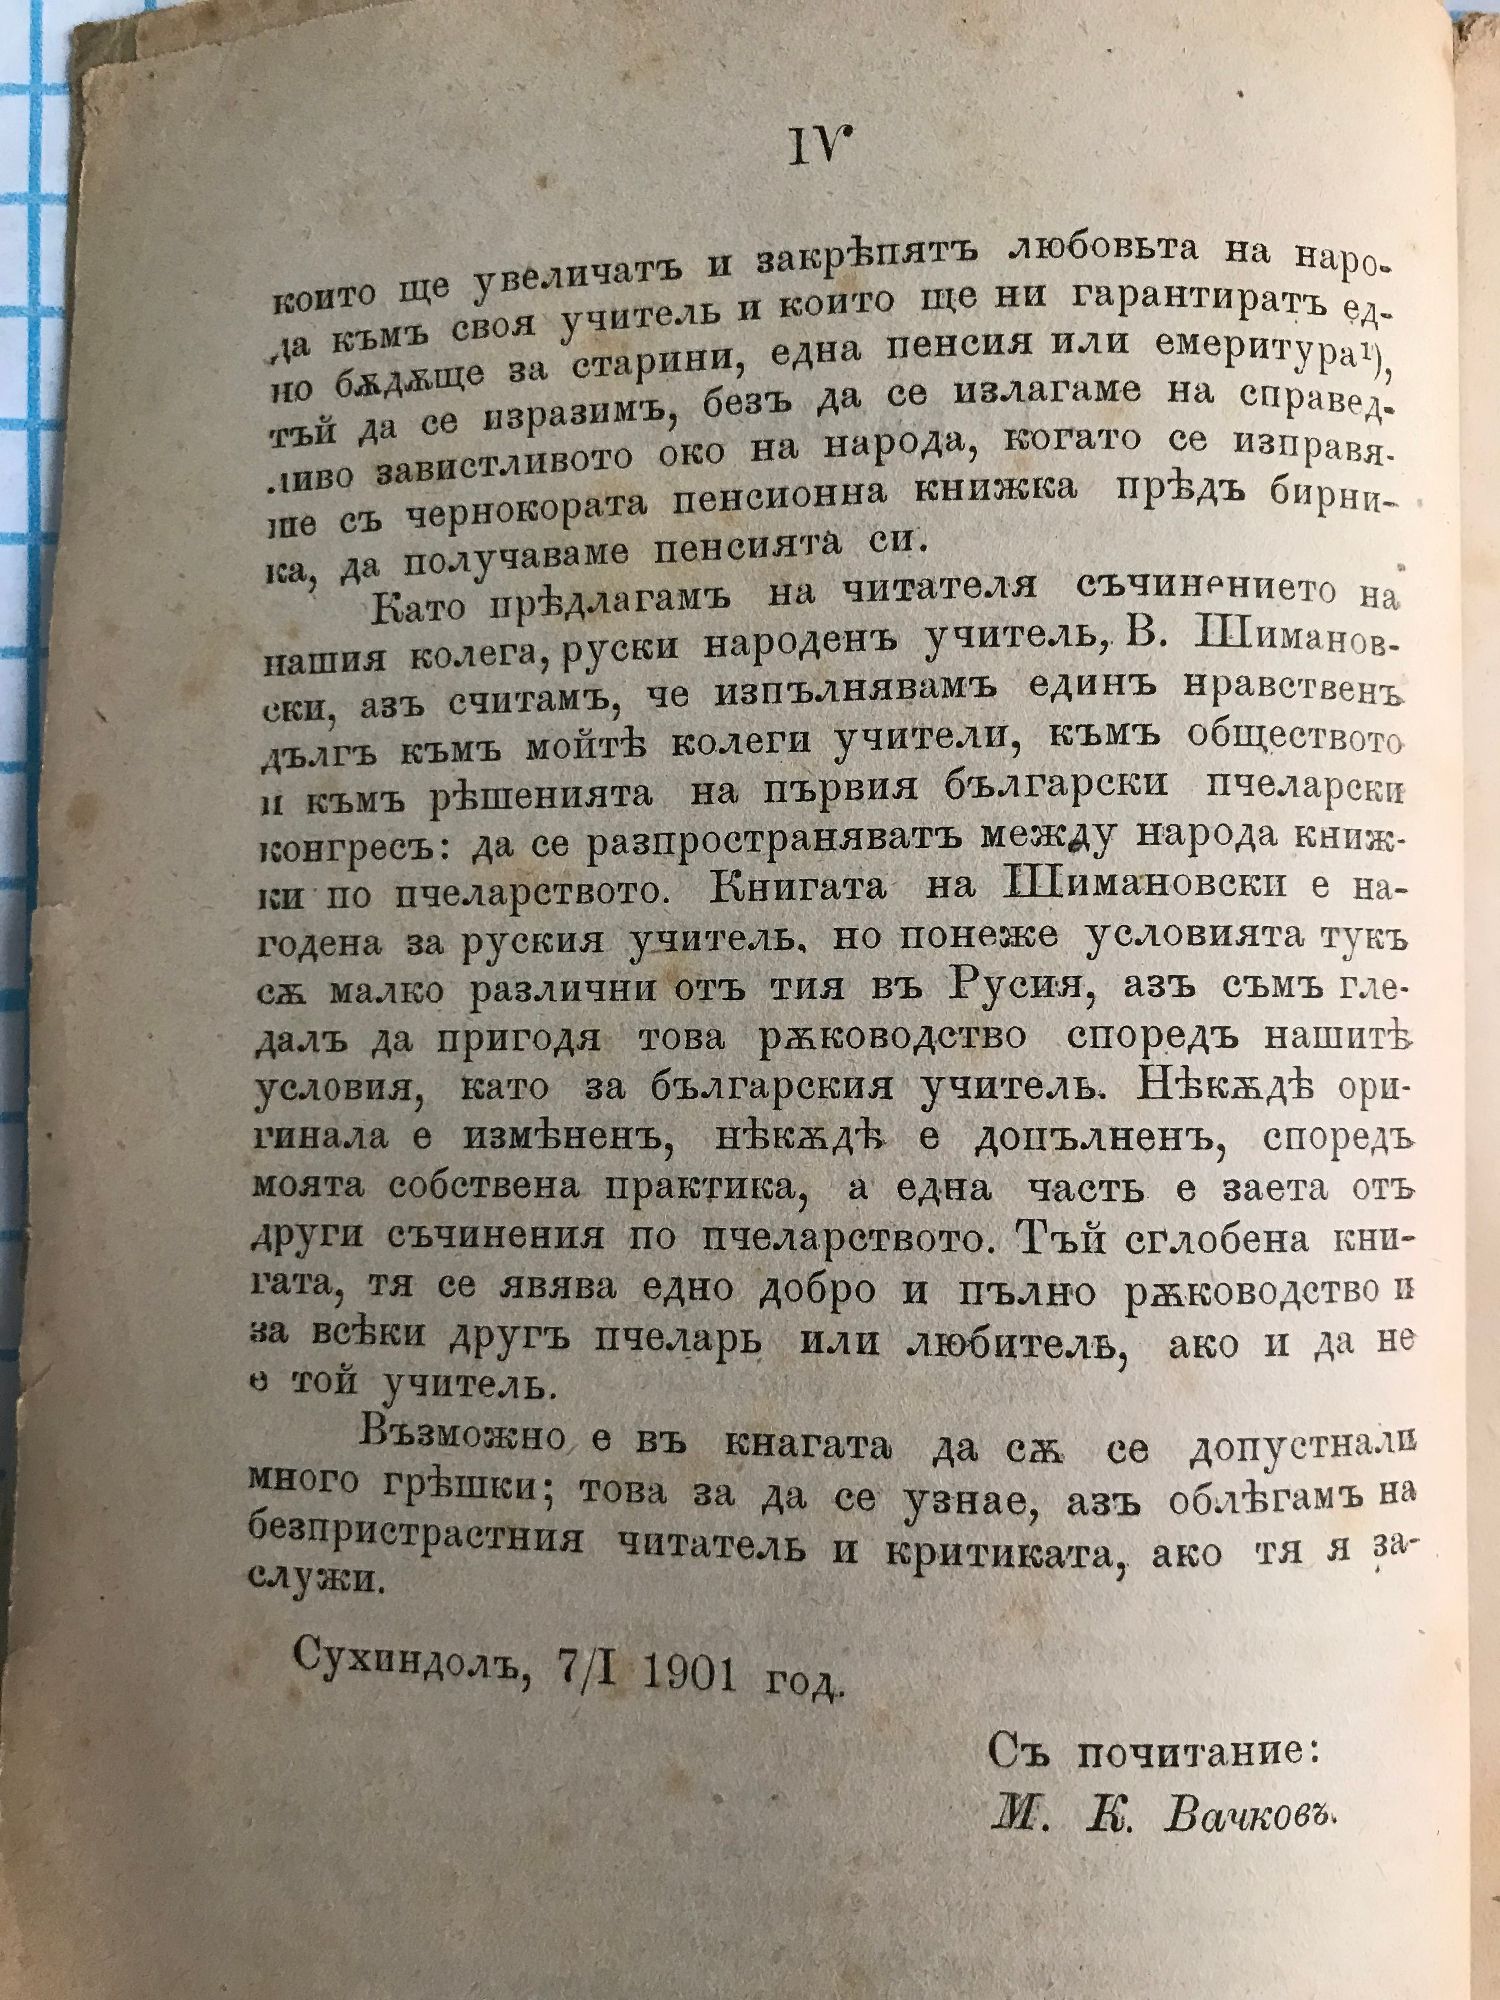 IV
които ще увеличатъ и закрѣпятъ любовьта на наро-
да къмъ своя учитель и които ще ни гарантиратъ ед-
но бѫдѫще за старини, една пенсия или емеритура¹),
тъй да се изразимъ, безъ да се излагаме на справед-
ливо завистливото око на народа, когато се изправя-
ше съ чернокората пенсионна книжка прѣдъ бирни-
ка, да получаваме пенсията си.
Като прѣдлагамъ на читателя съчинението на
нашия колега, руски народенъ учитель, В. Шиманов-
ски, азъ считамъ, че изпълнявамъ единъ нравственъ
дългъ къмъ мойтѣ колеги учители, къмъ обществото
и къмъ рѣшенията на първия български пчеларски
конгресъ: да се разпространяватъ между народа книж-
ки по пчеларството. Книгата на Шимановски е на-
годена за руския учитель, но понеже условията тукъ
сѫ малко различни отъ тия въ Русия, азъ съмъ гле-
далъ да пригодя това рѫководство споредъ нашитѣ
условия, като за българския учитель. Нѣкѫдѣ ори-
гинала е измѣненъ, нѣкѫдѣ е допълненъ, споредъ
моята собствена практика, а една часть е заета отъ
други съчинения по пчеларството. Тъй сглобена кни-
гата, тя се явява едно добро и пълно рѫководство и
за всѣки другъ пчеларь или любитель, ако и да не
е той учитель.
Възможно е въ кнагата да сѫ се допустнали
много грѣшки; това за да се узнае, азъ облѣгамъ на
безпристрастния читатель и критиката, ако тя я за-
служи.
Сухиндолъ, 7/I 1901 год.
Съ почитание:
М. К. Вачковъ.